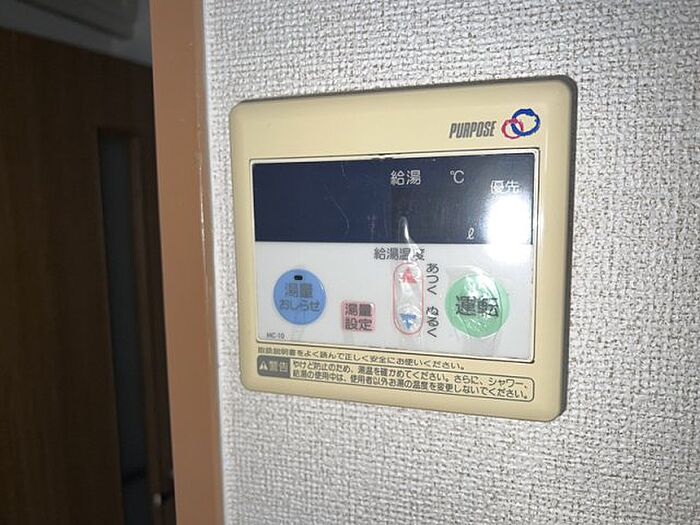 PURPOSE
給湯 ℃
優先
ℓ
給湯温度
湯量
おしらせ
湯量
設定
あつく
ぬるく
運転
MC-10
取扱説明書をよく読んで正しく安全にお使いください。
警告
やけど防止のため、湯温を確かめてください。さらに、シャワー、
給湯の使用中は、使用者以外お湯の温度を変更しないでください。